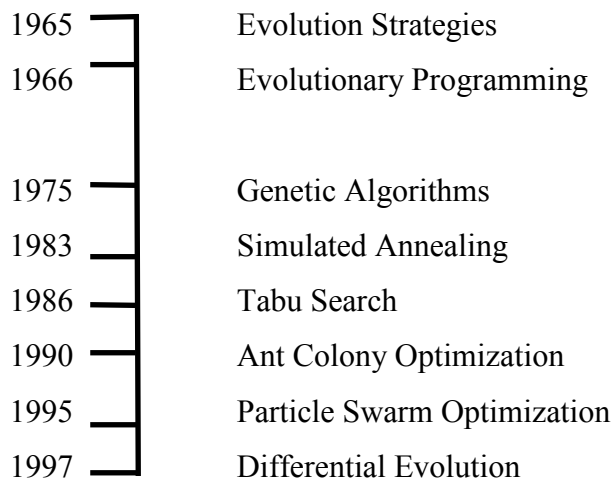 1965 Evolution Strategies
1966 Evolutionary Programming
1975 Genetic Algorithms
1983 Simulated Annealing
1986 Tabu Search
1990 Ant Colony Optimization
1995 Particle Swarm Optimization
1997 Differential Evolution